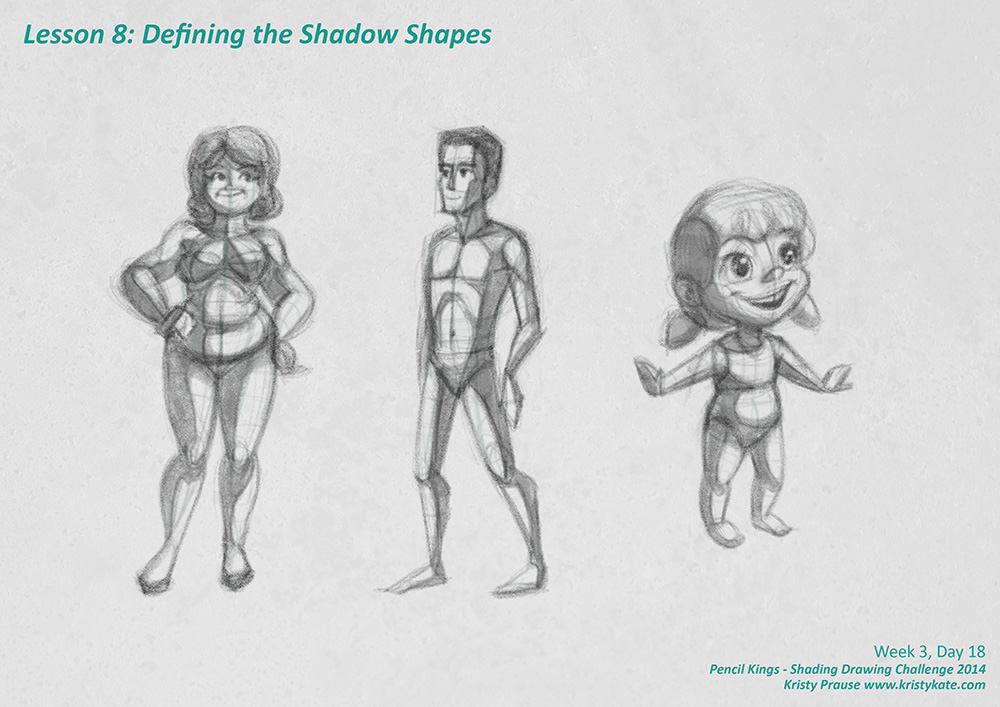 Lesson 8: Defining the Shadow Shapes
Week 3, Day 18
Pencil Kings - Shading Drawing Challenge 2014
Kristy Prause www.kristykate.com